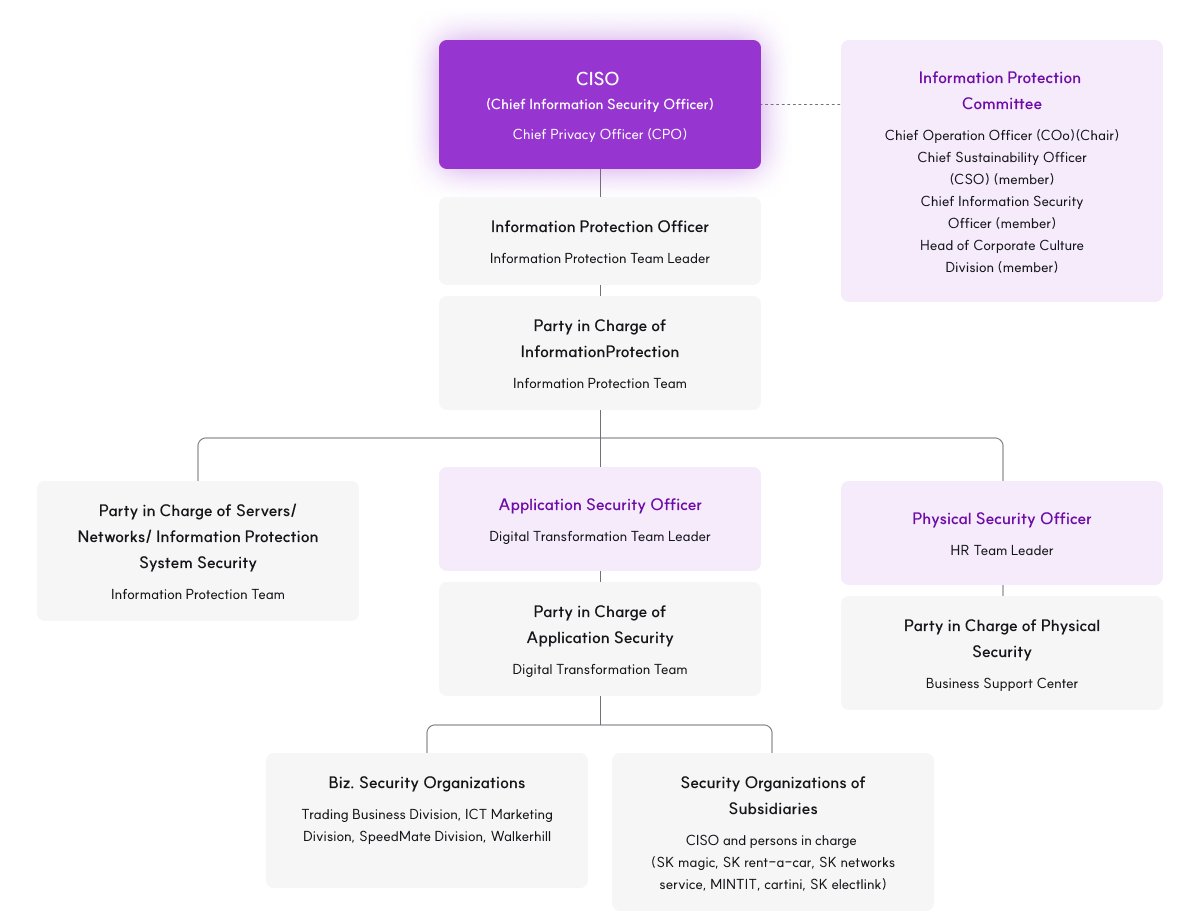 CISO
(Chief Information Security Officer)
Chief Privacy Officer (CPO)
Information Protection
Committee
Chief Operation Officer (COo)(Chair)
Chief Sustainability Officer
(CSO) (member)
Chief Information Security
Officer (member)
Head of Corporate Culture
Division (member)
Information Protection Officer
Information Protection Team Leader
Party in Charge of
InformationProtection
Information Protection Team
Party in Charge of Servers/
Networks/ Information Protection
System Security
Information Protection Team
Application Security Officer
Digital Transformation Team Leader
Party in Charge of
Application Security
Digital Transformation Team
Physical Security Officer
HR Team Leader
Party in Charge of Physical
Security
Business Support Center
Biz. Security Organizations
Trading Business Division, ICT Marketing
Division, SpeedMate Division, Walkerhill
Security Organizations of
Subsidiaries
CISO and persons in charge
(SK magic, SK rent-a-car, SK networks
service, MINTIT, cartini, SK electlink)